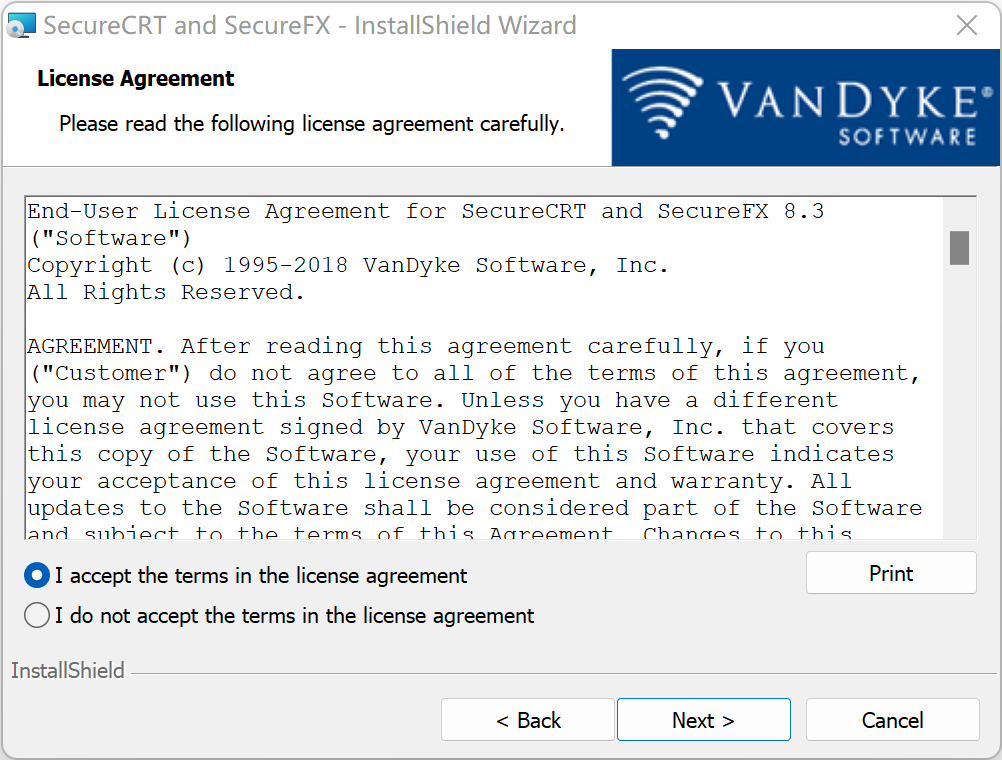 SecureCRT and SecureFX - InstallShield Wizard
License Agreement
Please read the following license agreement carefully.
VANDYKE®
SOFTWARE
End-User License Agreement for SecureCRT and SecureFX 8.3
("Software")
Copyright (c) 1995-2018 VanDyke Software, Inc.
All Rights Reserved.
AGREEMENT. After reading this agreement carefully, if you
("Customer") do not agree to all of the terms of this agreement,
you may not use this Software. Unless you have a different
license agreement signed by VanDyke Software, Inc. that covers
this copy of the Software, your use of this Software indicates
your acceptance of this license agreement and warranty. All
updates to the Software shall be considered part of the Software
and subject to the terms of this Agreement. Changes to this
I accept the terms in the license agreement
Print
I do not accept the terms in the license agreement
InstallShield
< Back
Next >
Cancel